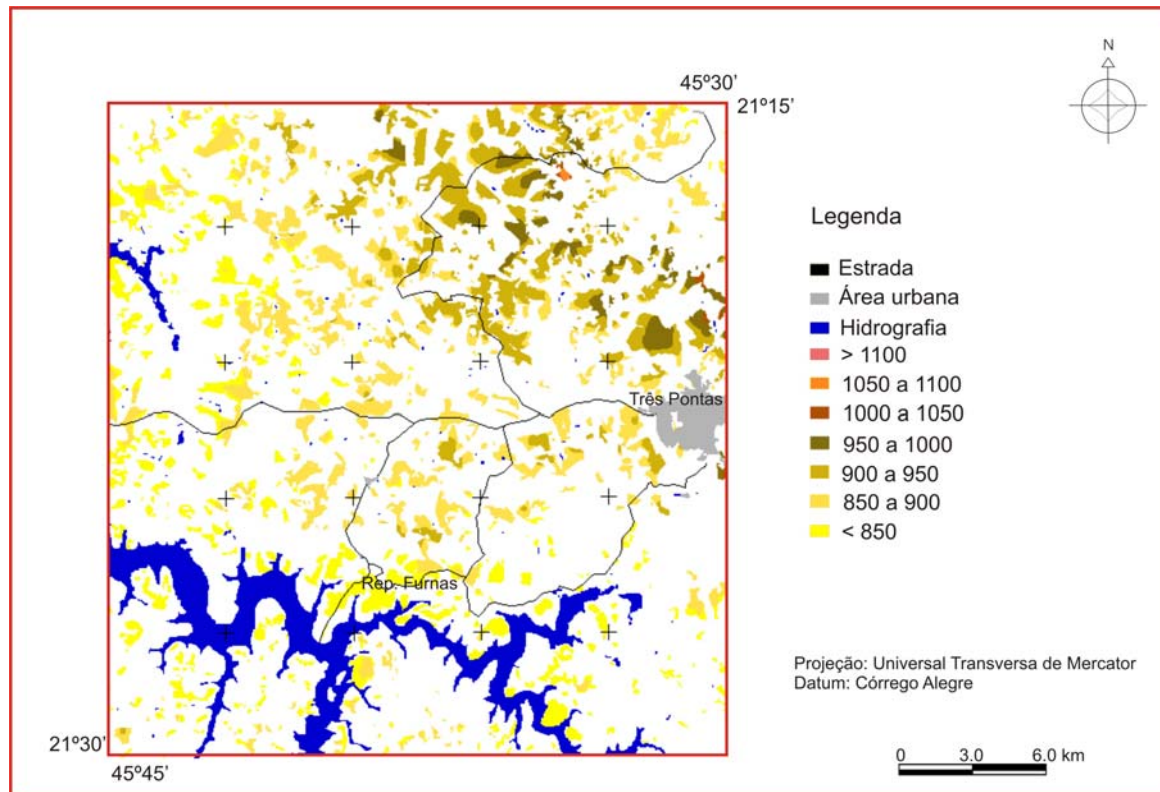 N
45º30'
21º15'
Legenda
Estrada
Área urbana
Hidrografia
> 1100
1050 a 1100
1000 a 1050
950 a 1000
900 a 950
850 a 900
< 850
Três Pontas
Rep. Furnas
Projeção: Universal Transversa de Mercator
Datum: Córrego Alegre
21º30'
45º45'
0 3.0 6.0 km